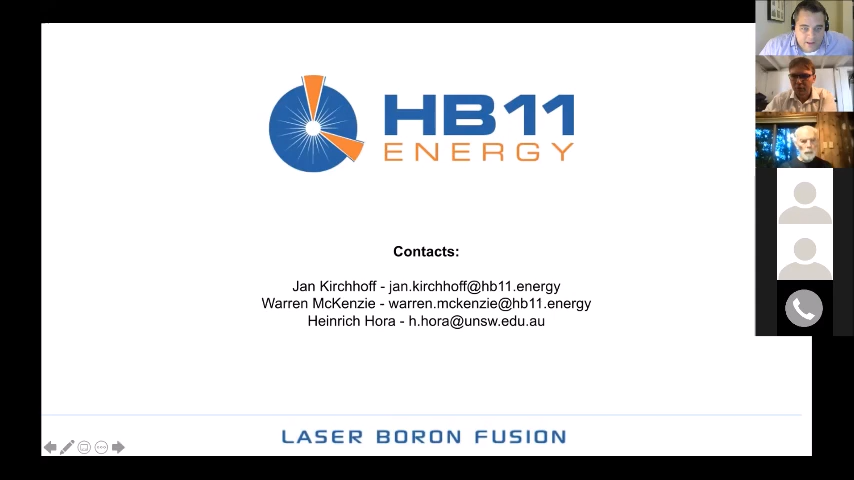 HB11
ENERGY
Contacts:
Jan Kirchhoff - jan.kirchhoff@hb11.energy
Warren McKenzie - warren.mckenzie@hb11.energy
Heinrich Hora - h.hora@unsw.edu.au
LASER BORON FUSION